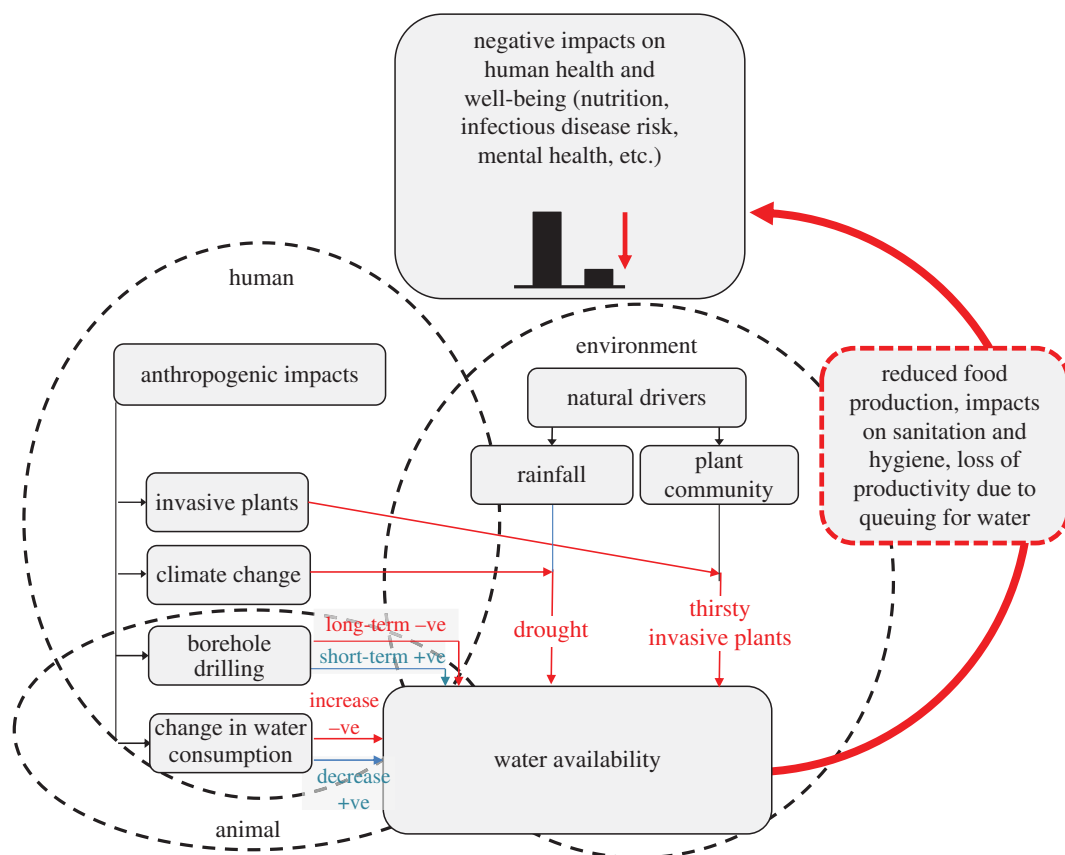 negative impacts on
human health and
well-being (nutrition,
infectious disease risk,
mental health, etc.)
human
environment
anthropogenic impacts
natural drivers
rainfall
plant
community
reduced food
production, impacts
on sanitation and
hygiene, loss of
productivity due to
queuing for water
invasive plants
climate change
drought
thirsty
invasive plants
borehole
drilling
long-term –ve
short-term +ve
change in water
consumption
increase
–ve
decrease
+ve
water availability
animal